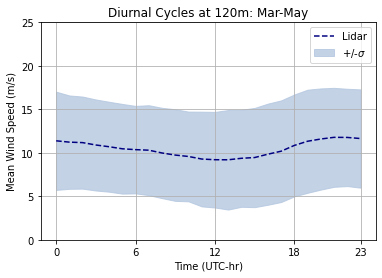 Diurnal Cycles at 120m: Mar-May
25
20
15
10
5
0
Mean Wind Speed (m/s)
Lidar
+/-σ
0 6 12 18 23
Time (UTC-hr)